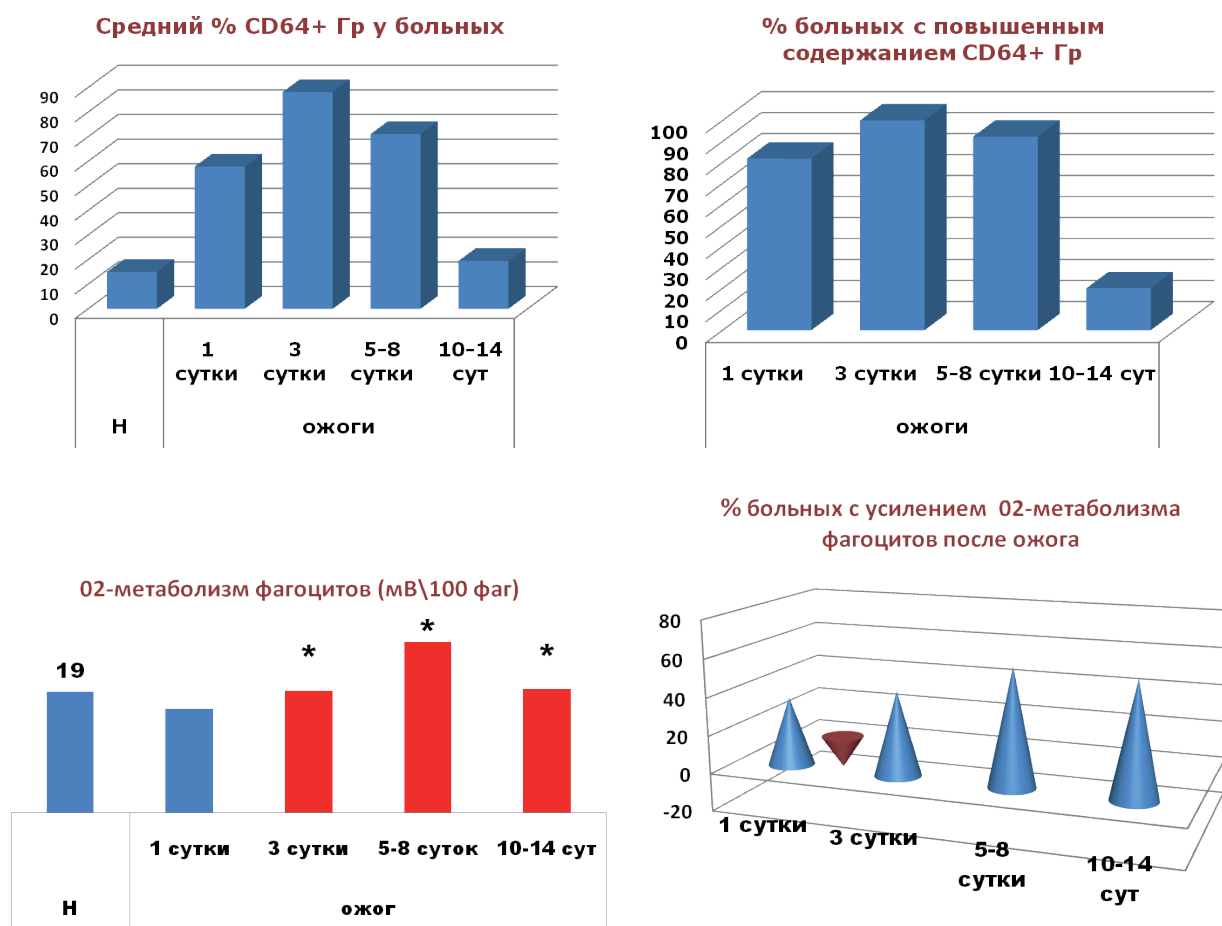 Средний % CD64+ Гр у больных
90
80
70
60
50
40
30
20
10
0
1 сутки
3 сутки
5-8 сутки
10-14 сут
Н
ожоги
% больных с повышенным
содержанием CD64+ Гр
100
90
80
70
60
50
40
30
20
10
0
1 сутки
3 сутки
5-8 сутки
10-14 сут
ожоги
02-метаболизм фагоцитов (мВ\100 фаг)
19
*
*
*
1 сутки
3 сутки
5-8 суток
10-14 сут
Н
ожог
% больных с усилением 02-метаболизма
фагоцитов после ожога
80
60
40
20
0
-20
1 сутки
3 сутки
5-8
сутки
10-14
сут